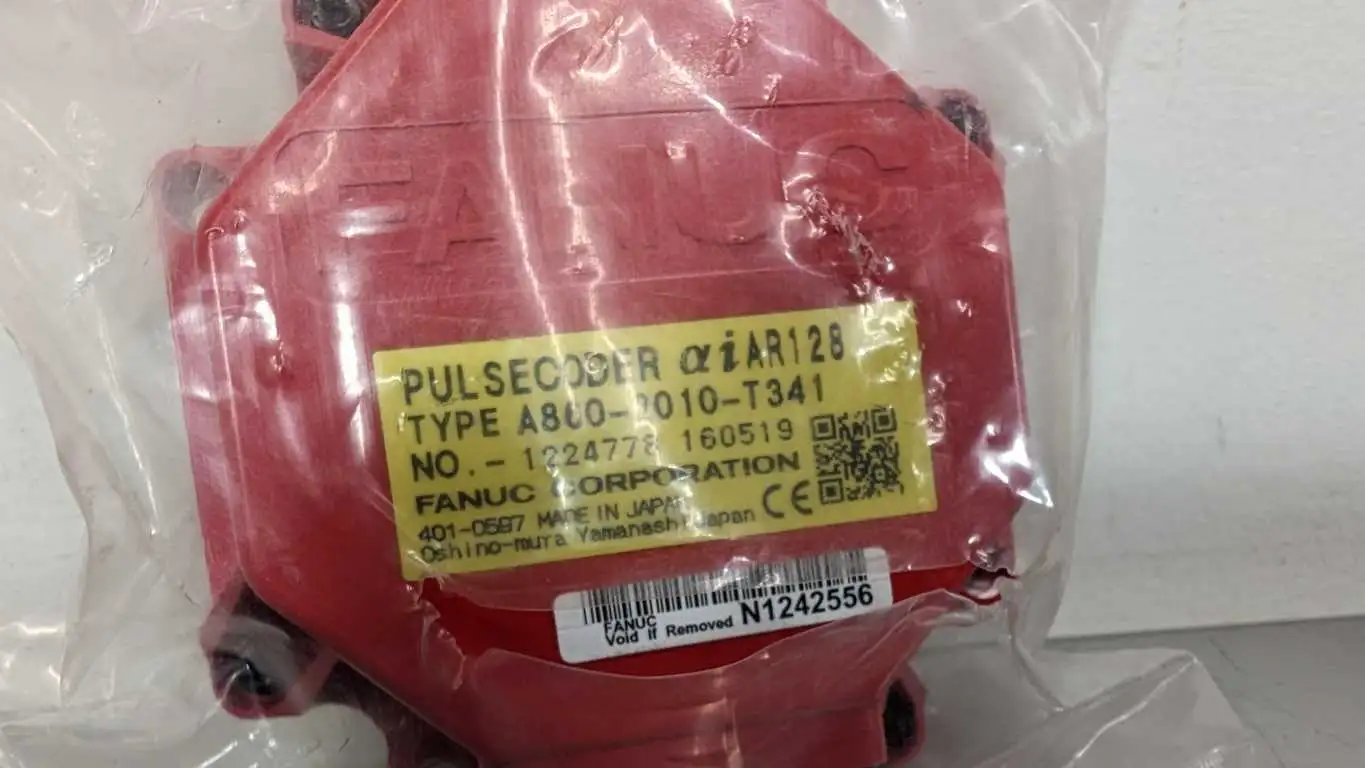 FANUC
PULSECODER αiAR128
TYPE A860-2010-T341
NO.- 1224778 160519
FANUC CORPORATION
401-0597 MADE IN JAPAN
Oshino-mura Yamanashi Japan
CE
FANUC
Void if Removed N1242556